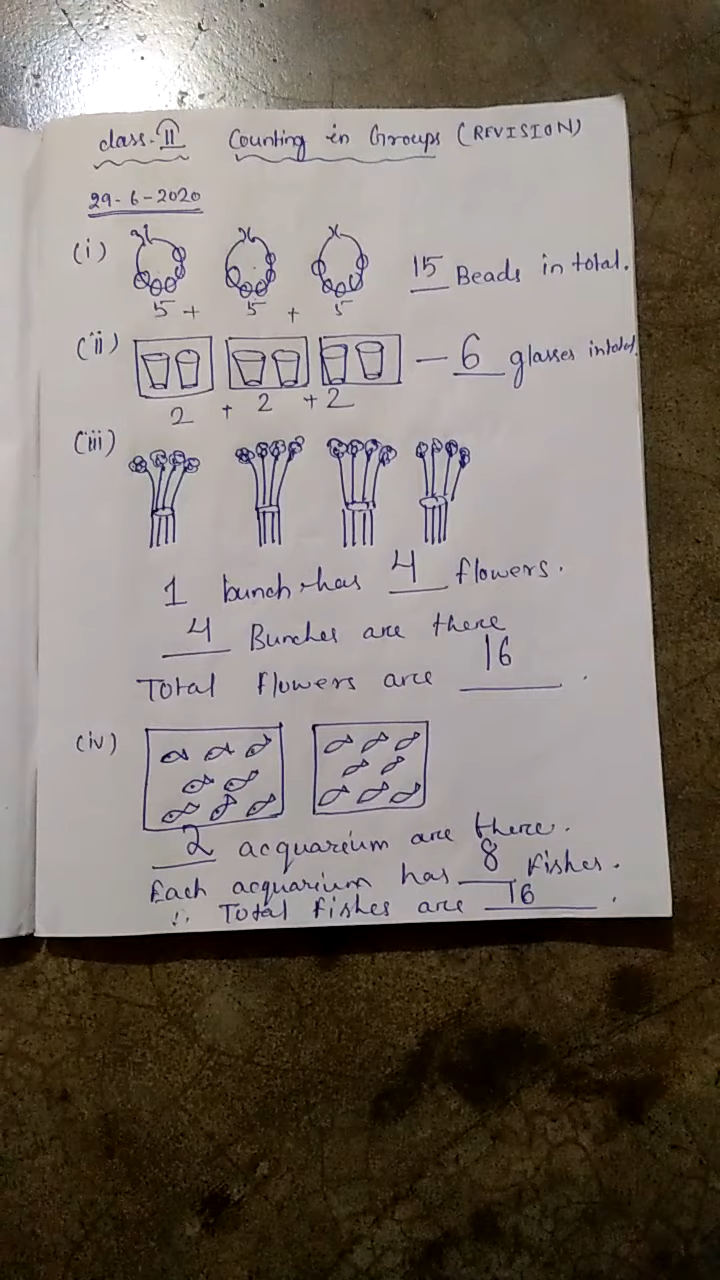 class-II Counting in Groups (REVISION)
29-6-2020
(i) 15 Beads in total.
5 + 5 + 5
(ii) — 6 glasses in total.
2 + 2 + 2
(iii)
1 bunch has 4 flowers.
4 Bunches are there
Total flowers are 16.
(iv)
2 acquarium are there.
Each acquarium has 8 fishes.
∴ Total fishes are 16.